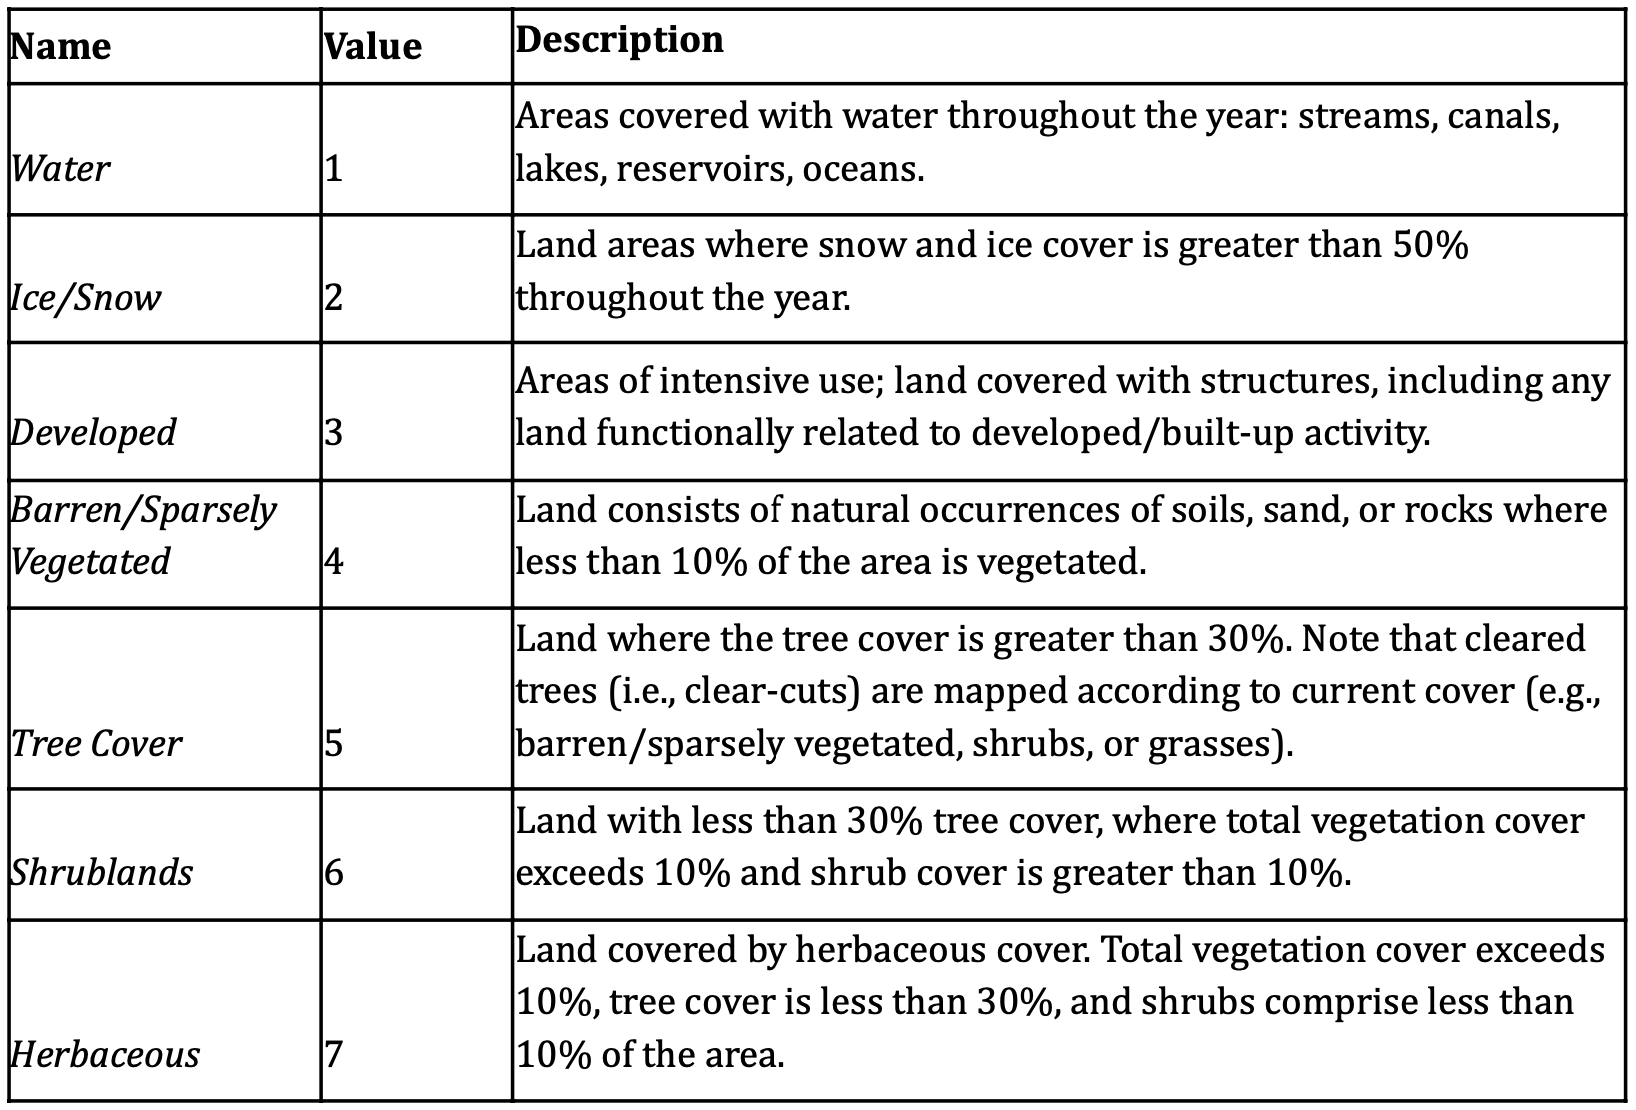 Name Value Description
Areas covered with water throughout the year: streams, canals,
Water 1 lakes, reservoirs, oceans.
Land areas where snow and ice cover is greater than 50%
Ice/Snow 2 throughout the year.
Areas of intensive use; land covered with structures, including any
Developed 3 land functionally related to developed/built-up activity.
Barren/Sparsely Land consists of natural occurrences of soils, sand, or rocks where
Vegetated 4 less than 10% of the area is vegetated.
Land where the tree cover is greater than 30%. Note that cleared
trees (i.e., clear-cuts) are mapped according to current cover (e.g.,
Tree Cover 5 barren/sparsely vegetated, shrubs, or grasses).
Land with less than 30% tree cover, where total vegetation cover
Shrublands 6 exceeds 10% and shrub cover is greater than 10%.
Land covered by herbaceous cover. Total vegetation cover exceeds
10%, tree cover is less than 30%, and shrubs comprise less than
Herbaceous 7 10% of the area.